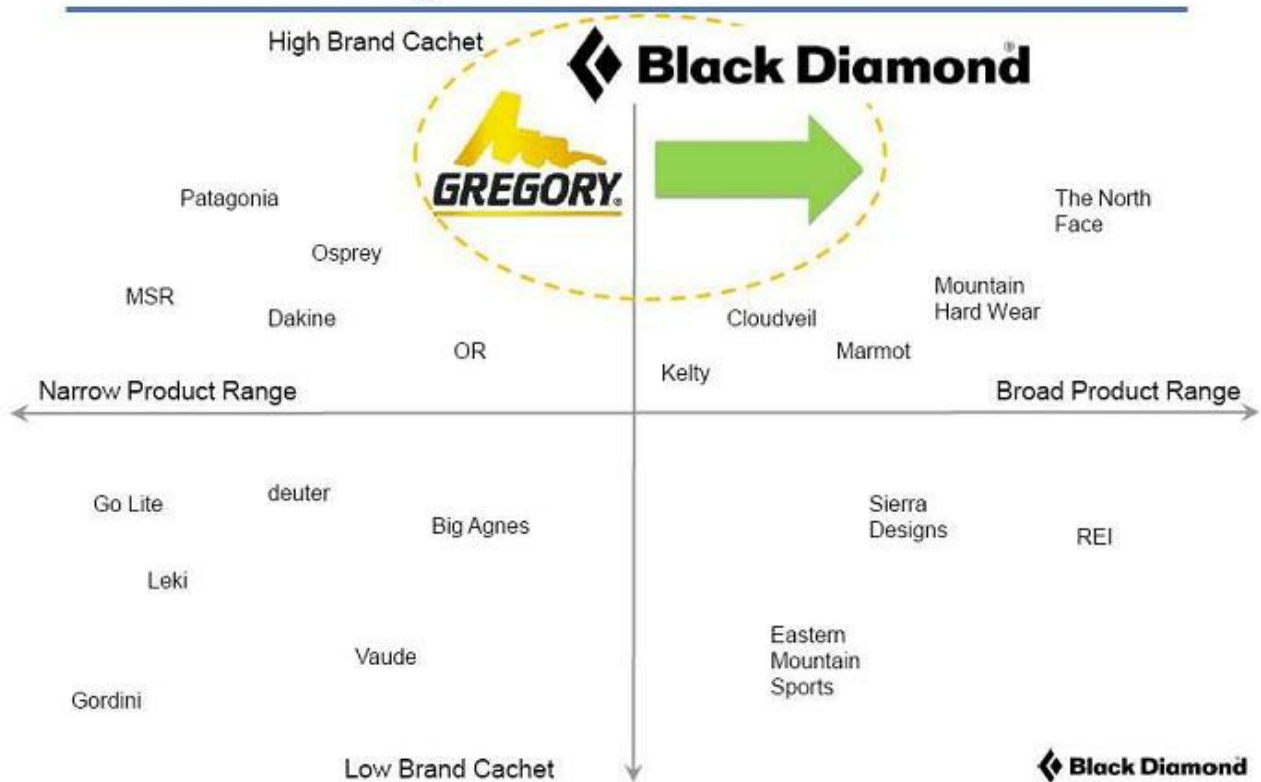 High Brand Cachet
Black Diamond®
GREGORY®
Patagonia
The North
Face
Osprey
MSR
Mountain
Hard Wear
Dakine
Cloudveil
OR
Marmot
Kelty
Narrow Product Range
Broad Product Range
Go Lite
deuter
Big Agnes
Sierra
Designs
REI
Leki
Eastern
Mountain
Sports
Vaude
Gordini
Low Brand Cachet
Black Diamond